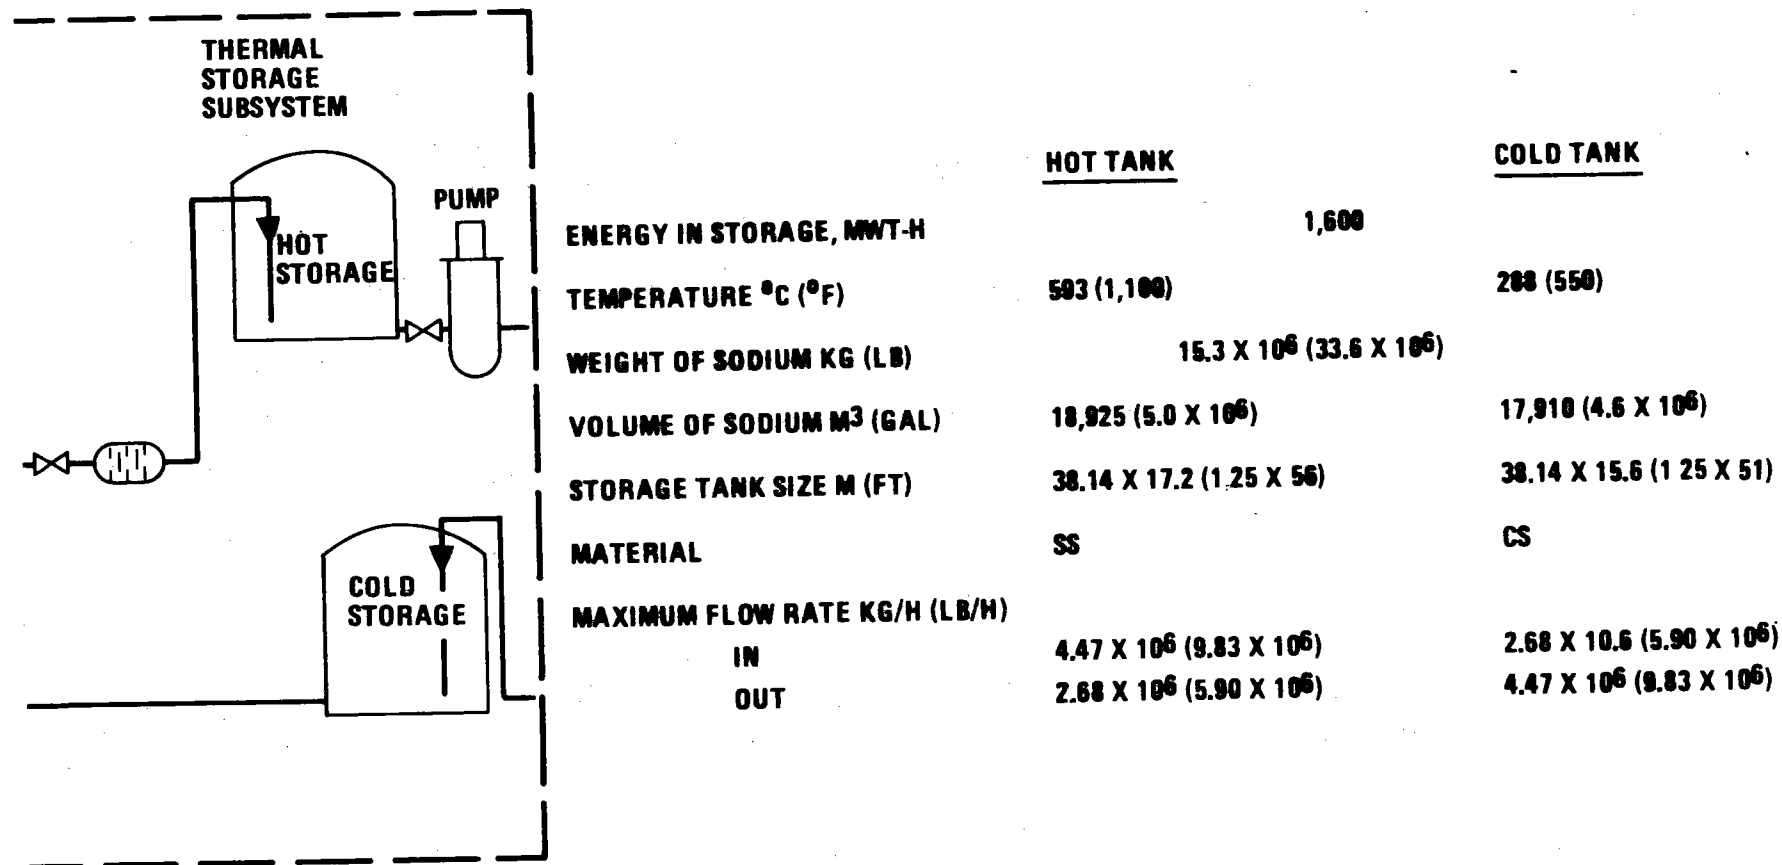 THERMAL
STORAGE
SUBSYSTEM
PUMP
HOT
STORAGE
COLD
STORAGE
HOT TANK COLD TANK
ENERGY IN STORAGE, MWT-H 1,600
TEMPERATURE °C (°F) 593 (1,100) 288 (550)
WEIGHT OF SODIUM KG (LB) 15.3 X 10⁶ (33.6 X 10⁶)
VOLUME OF SODIUM M³ (GAL) 18,925 (5.0 X 10⁶) 17,910 (4.6 X 10⁶)
STORAGE TANK SIZE M (FT) 38.14 X 17.2 (1.25 X 56) 38.14 X 15.6 (1 25 X 51)
MATERIAL SS CS
MAXIMUM FLOW RATE KG/H (LB/H)
IN 4.47 X 10⁶ (9.83 X 10⁶) 2.68 X 10.6 (5.90 X 10⁶)
OUT 2.68 X 10⁶ (5.90 X 10⁶) 4.47 X 10⁶ (9.83 X 10⁶)